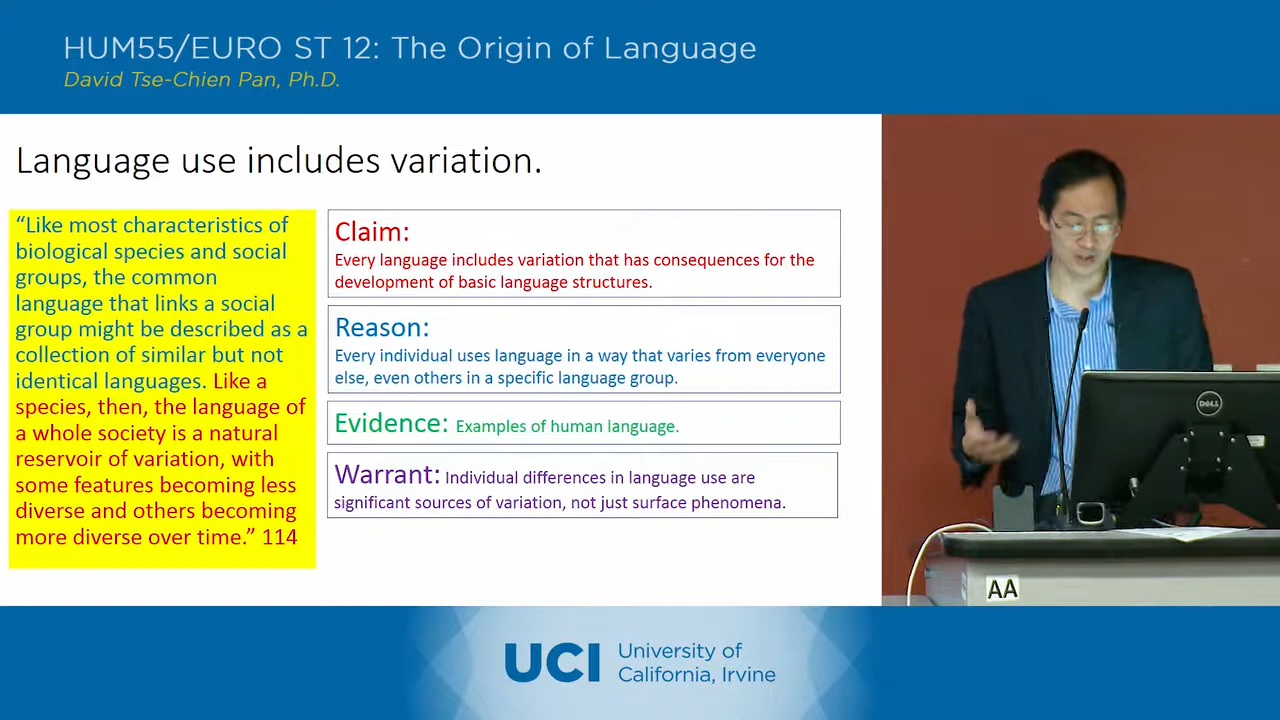 HUM55/EURO ST 12: The Origin of Language
David Tse-Chien Pan, Ph.D.
Language use includes variation.
“Like most characteristics of
biological species and social
groups, the common
language that links a social
group might be described as a
collection of similar but not
identical languages. Like a
species, then, the language of
a whole society is a natural
reservoir of variation, with
some features becoming less
diverse and others becoming
more diverse over time.” 114
Claim:
Every language includes variation that has consequences for the
development of basic language structures.
Reason:
Every individual uses language in a way that varies from everyone
else, even others in a specific language group.
Evidence: Examples of human language.
Warrant: Individual differences in language use are
significant sources of variation, not just surface phenomena.
DELL
AA
UCI
University of
California, Irvine